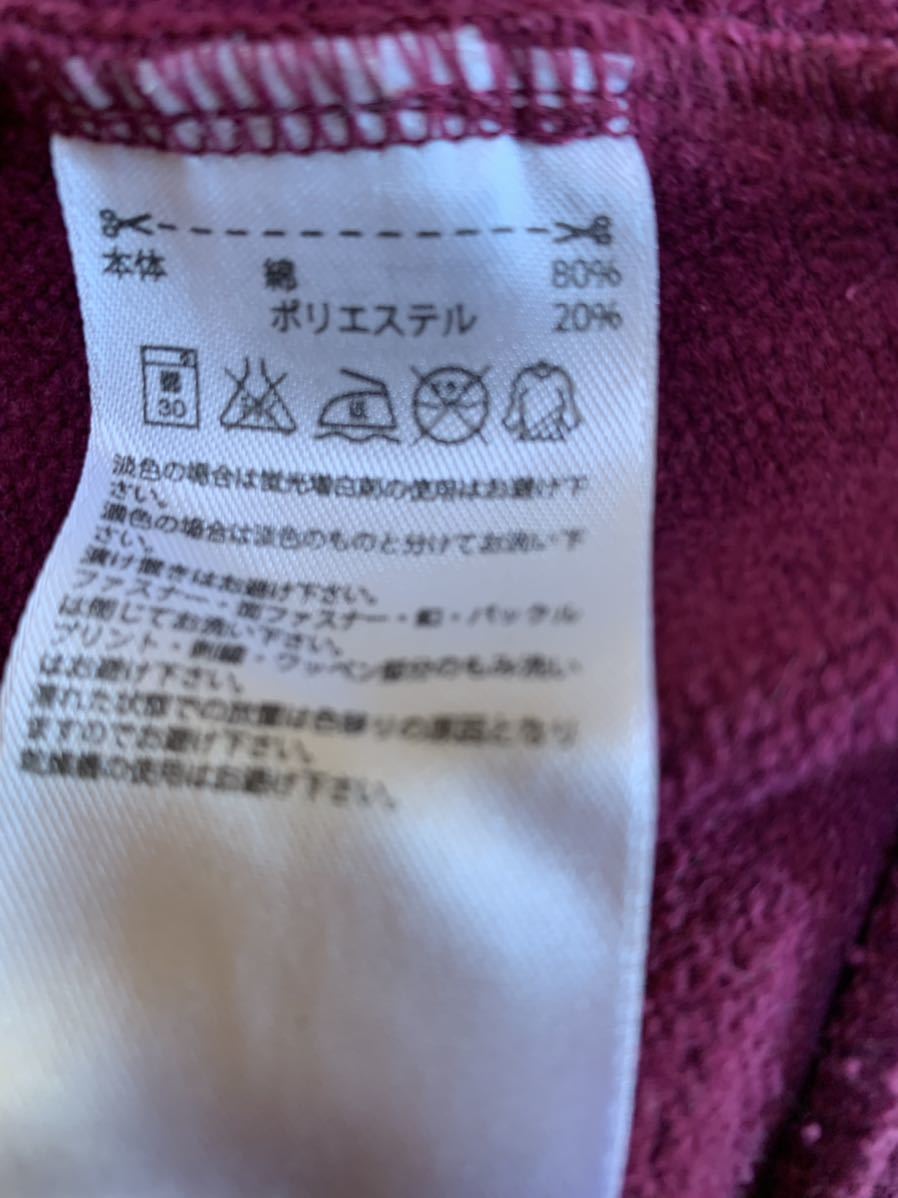 本体 綿 80%
ポリエステル 20%
弱 30 低
淡色の場合は蛍光増白剤の使用はお避け下
さい。
濃色の場合は淡色のものと分けてお洗い下
さい。
漬け置きはお避け下さい。
ファスナー・面ファスナー・釦・バックル
は閉じてお洗い下さい。
プリント・刺繍・ワッペン部分のもみ洗い
はお避け下さい。
濡れた状態での放置は色移りの原因となり
ますのでお避け下さい。
乾燥機の使用はお避け下さい。